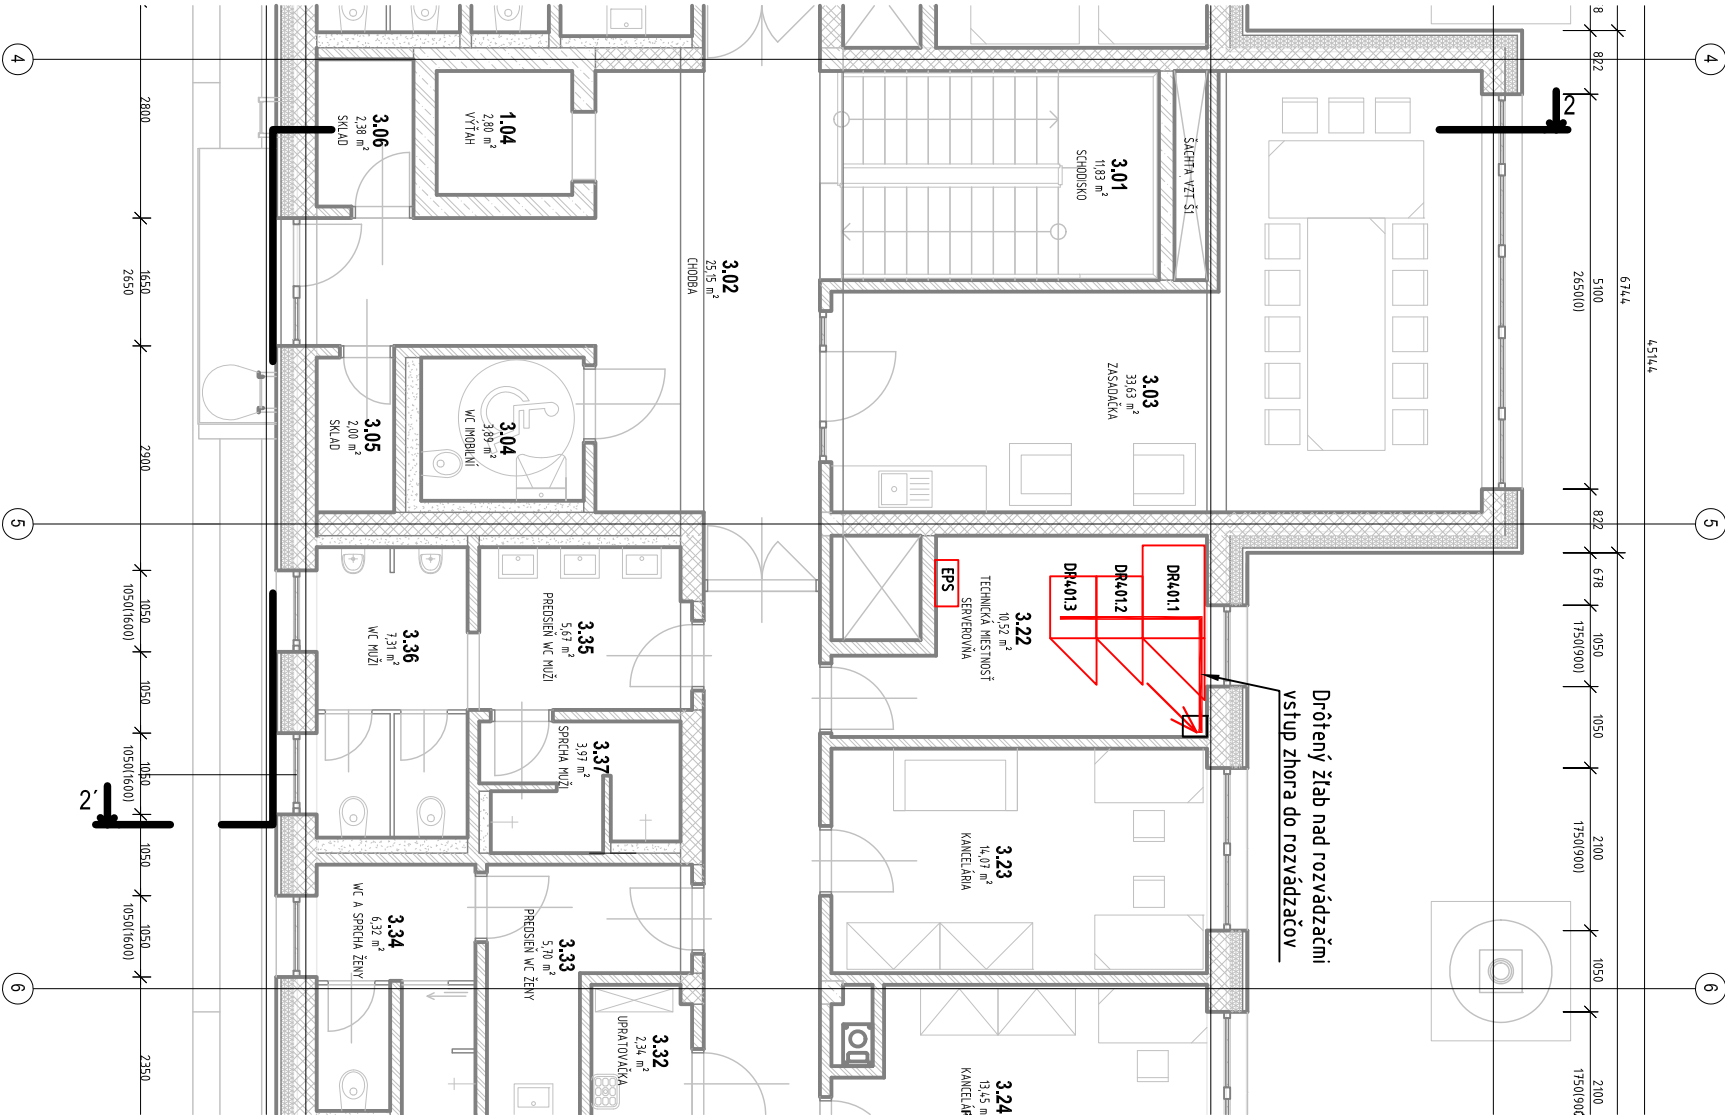 4
4
5
5
6
6
2
2´
3.06
2,38 m²
SKLAD
1.04
2,80 m²
VÝŤAH
3.01
11,83 m²
SCHODISKO
ŠACHTA VZT Š1
3.02
25,15 m²
CHODBA
3.03
33,63 m²
ZASADAČKA
3.04
3,89 m²
WC IMOBILNÍ
3.05
2,00 m²
SKLAD
3.22
10,52 m²
TECHNICKÁ MIESTNOSŤ
SERVEROVŇA
EPS
DR401.1
DR401.2
DR401.3
Drôtený žľab nad rozvádzačmi
vstup zhora do rozvádzačov
3.35
5,67 m²
PREDSIEŇ WC MUŽI
3.36
7,31 m²
WC MUŽI
3.37
3,97 m²
SPRCHA MUŽI
3.23
14,07 m²
KANCELÁRIA
3.34
6,32 m²
WC A SPRCHA ŽENY
3.33
5,70 m²
PREDSIEŇ WC ŽENY
3.32
2,34 m²
UPRATOVAČKA
3.24
13,45 m
KANCELÁR
2800
1650
2650
2900
1050
1050(1600)
1050
1050
1050(1600)
1050
1050
1050(1600)
2350
8
822
5100
2650(0)
6744
45144
822
678
1050
1750(900)
1050
2100
1750(900)
1050
2100
1750(900